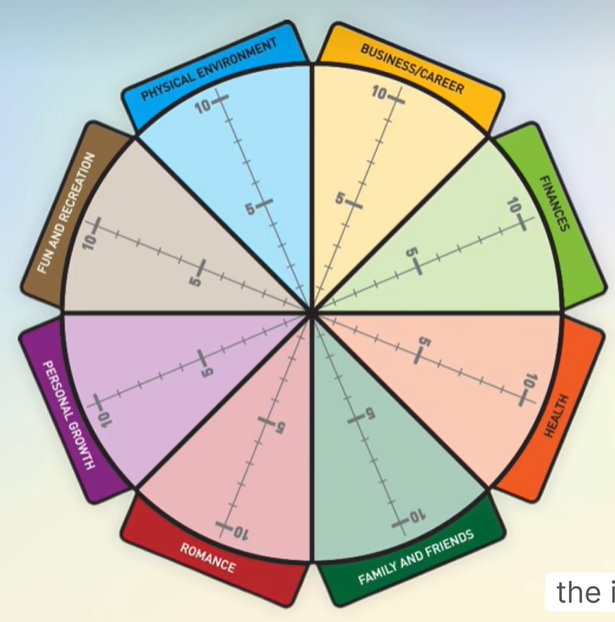 PHYSICAL ENVIRONMENT
BUSINESS/CAREER
FINANCES
HEALTH
FAMILY AND FRIENDS
ROMANCE
PERSONAL GROWTH
FUN AND RECREATION
10
5
10
5
10
5
10
5
10
5
10
5
10
5
10
5
the